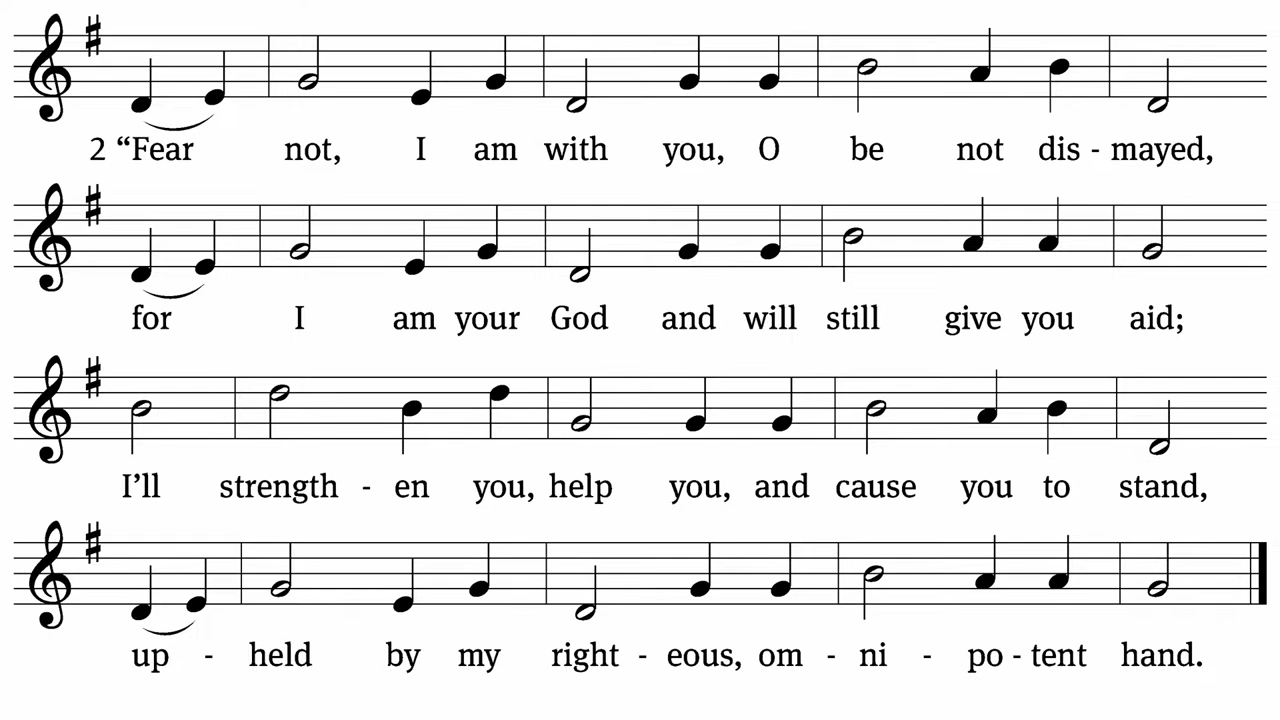 2 “Fear not, I am with you, O be not dis - mayed,
for I am your God and will still give you aid;
I’ll strength - en you, help you, and cause you to stand,
up - held by my right - eous, om - ni - po - tent hand.